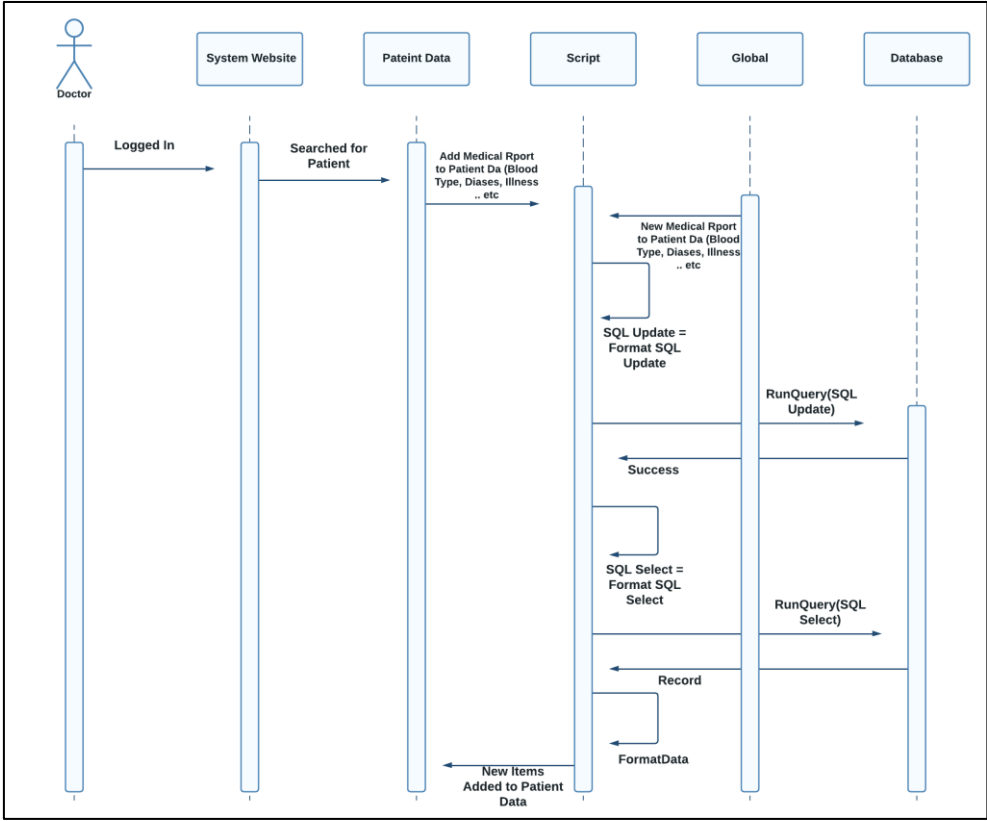 Doctor
System Website
Pateint Data
Script
Global
Database
Logged In
Searched for
Patient
Add Medical Rport
to Patient Da (Blood
Type, Diases, Illness
.. etc
New Medical Rport
to Patient Da (Blood
Type, Diases, Illness
.. etc
SQL Update =
Format SQL
Update
RunQuery(SQL
Update)
Success
SQL Select =
Format SQL
Select
RunQuery(SQL
Select)
Record
FormatData
New Items
Added to Patient
Data